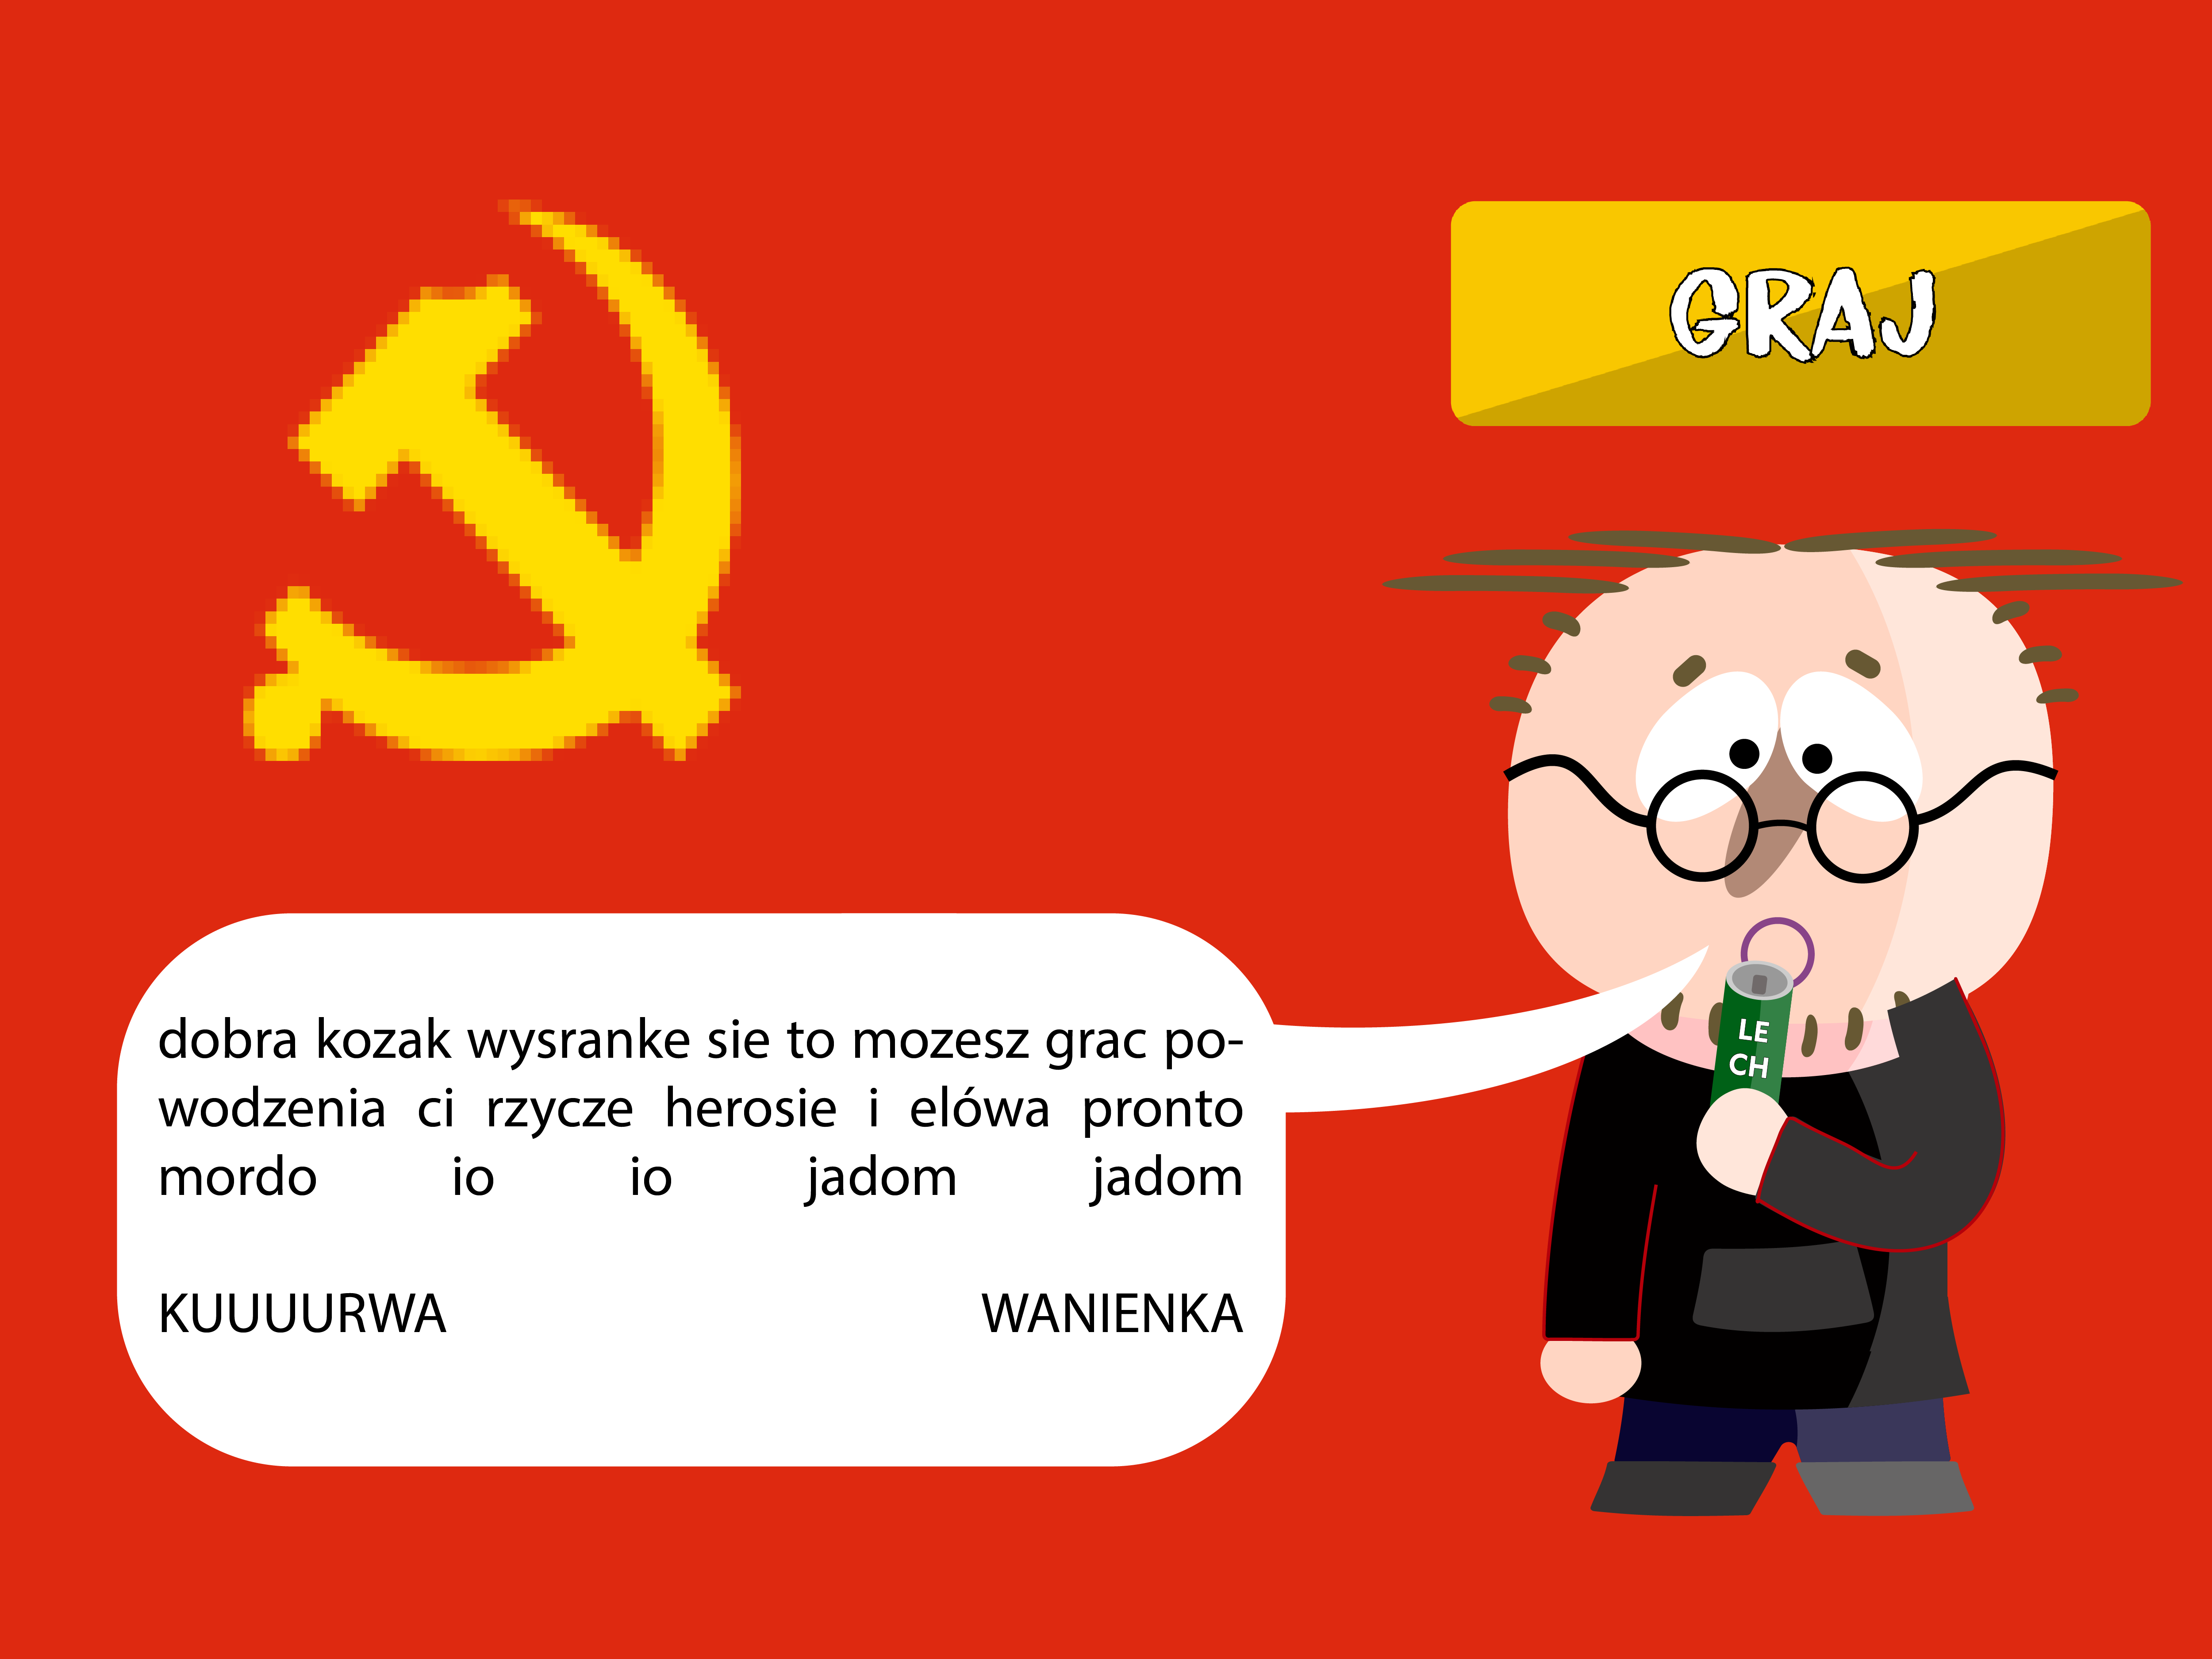 GRAJ
dobra kozak wysranke sie to mozesz grac po-
wodzenia ci rzycze herosie i elówa pronto
mordo io io jadom jadom
KUUUURWA WANIENKA
LE
CH